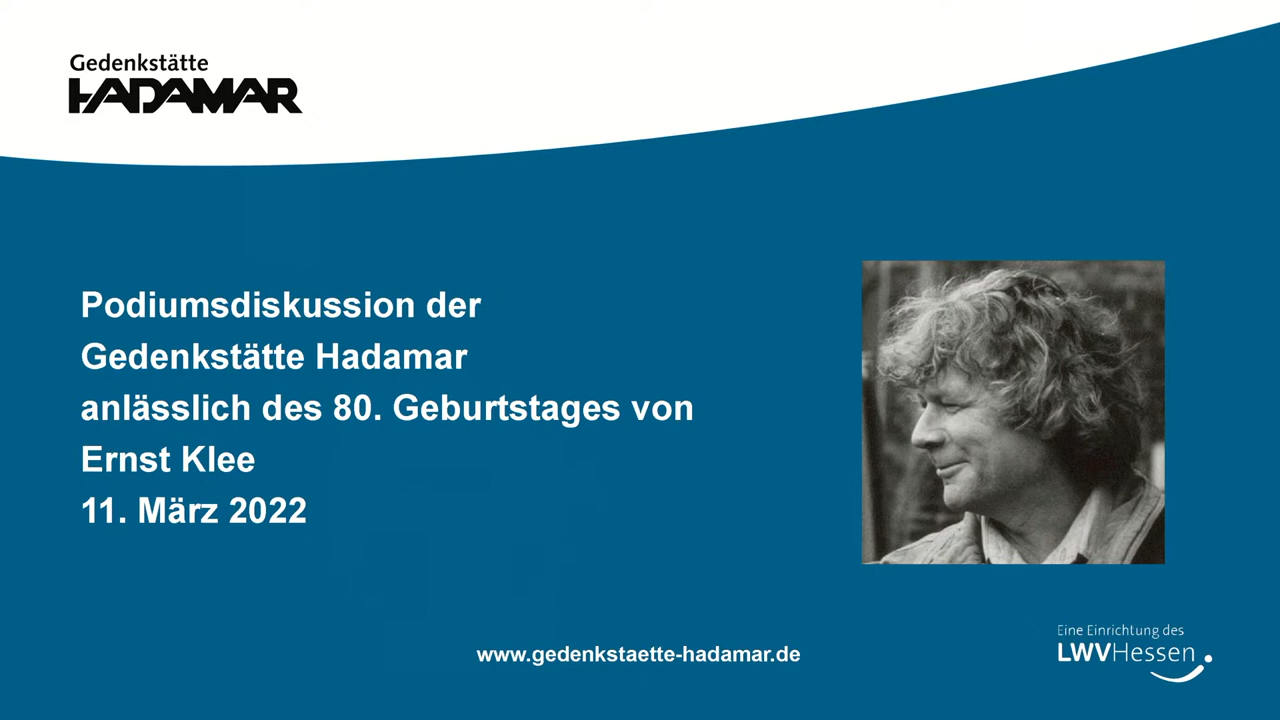 Gedenkstätte
HADAMAR
Podiumsdiskussion der
Gedenkstätte Hadamar
anlässlich des 80. Geburtstages von
Ernst Klee
11. März 2022
www.gedenkstaette-hadamar.de
Eine Einrichtung des
LWVHessen